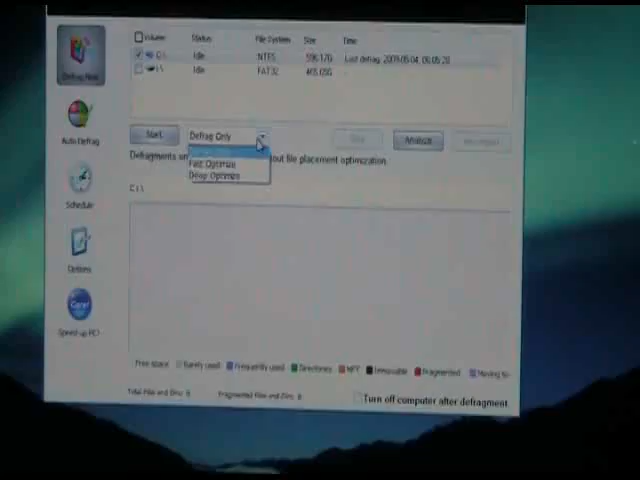 Volume Status File System Size Time
C:\ Idle NTFS Last defrag: 2009-05-04,
Idle FAT32
Defrag Now
Auto Defrag
Schedule
Options
Speed up PC!
Start Defrag Only Analyze
Fast Optimize
Deep Optimize
Defragments file placement optimization.
C:\
Free space Rarely used Frequently used Directories MFT Immovable Fragmented Moving to
Total Files and Dirs: Fragmented Files and Dirs:
Turn off computer after defragment.